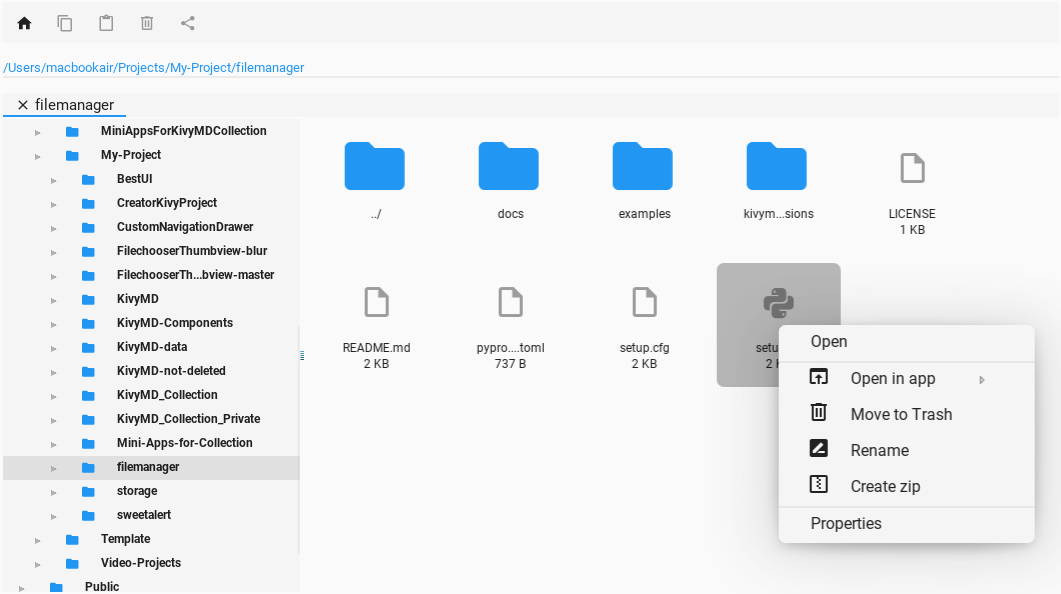 /Users/macbookair/Projects/My-Project/filemanager
filemanager
MiniAppsForKivyMDCollection
My-Project
BestUI
CreatorKivyProject
CustomNavigationDrawer
FilechooserThumbview-blur
FilechooserTh...bview-master
KivyMD
KivyMD-Components
KivyMD-data
KivyMD-not-deleted
KivyMD_Collection
KivyMD_Collection_Private
Mini-Apps-for-Collection
filemanager
storage
sweetalert
Template
Video-Projects
Public
../
docs
examples
kivym...sions
LICENSE
1 KB
README.md
2 KB
pypro....toml
737 B
setup.cfg
2 KB
Open
Open in app
Move to Trash
Rename
Create zip
Properties